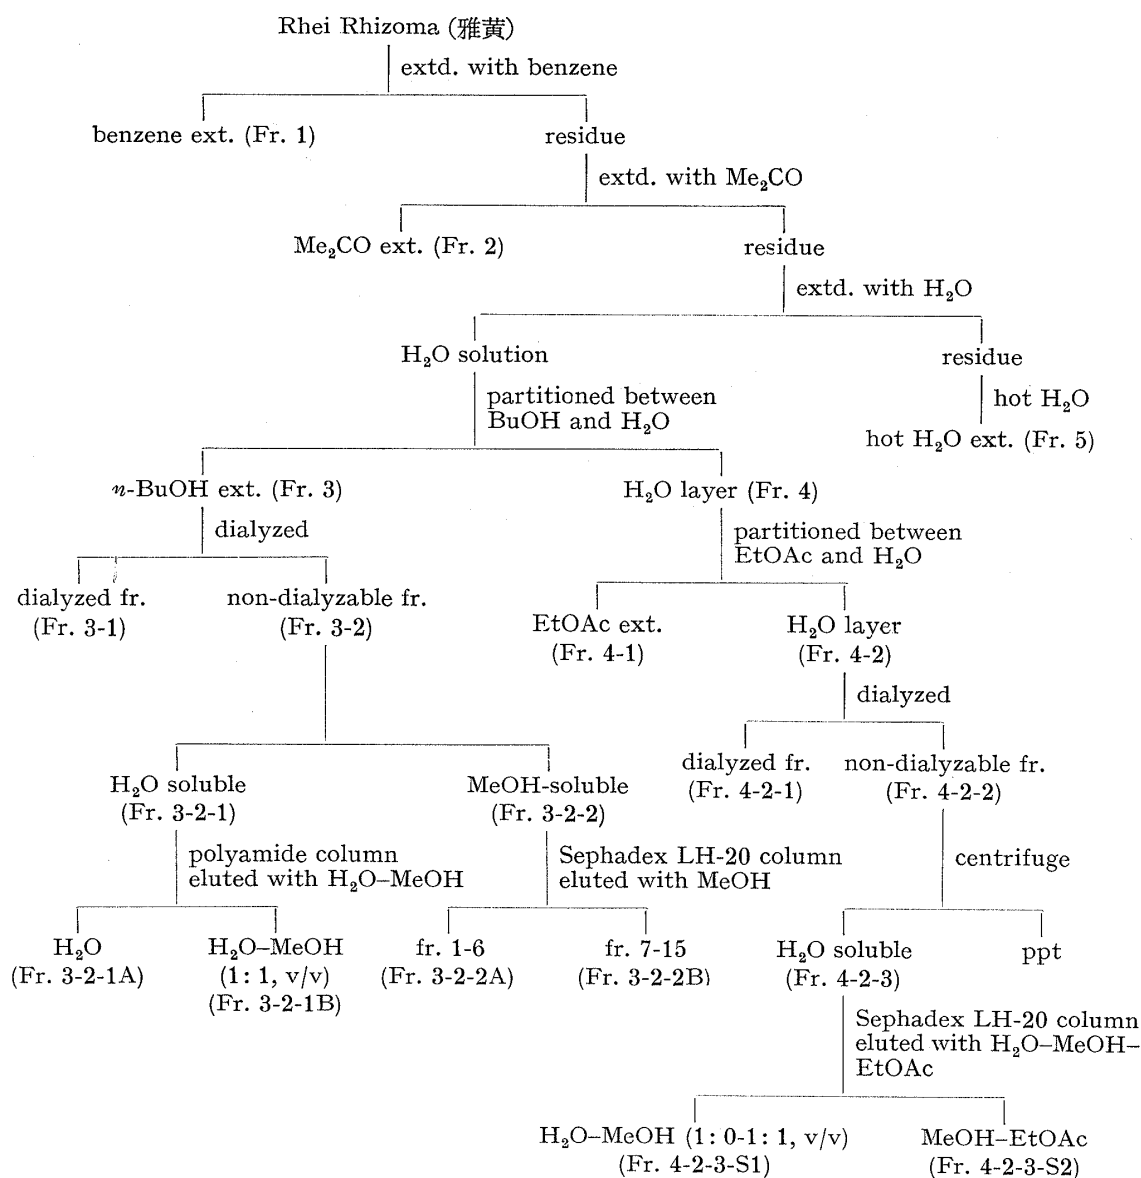 Rhei Rhizoma (雅黄)
extd. with benzene
benzene ext. (Fr. 1)
residue
extd. with Me₂CO
Me₂CO ext. (Fr. 2)
residue
extd. with H₂O
H₂O solution
residue
partitioned between
BuOH and H₂O
hot H₂O
hot H₂O ext. (Fr. 5)
n-BuOH ext. (Fr. 3)
H₂O layer (Fr. 4)
dialyzed
partitioned between
EtOAc and H₂O
dialyzed fr.
(Fr. 3-1)
non-dialyzable fr.
(Fr. 3-2)
EtOAc ext.
(Fr. 4-1)
H₂O layer
(Fr. 4-2)
dialyzed
H₂O soluble
(Fr. 3-2-1)
MeOH-soluble
(Fr. 3-2-2)
dialyzed fr.
(Fr. 4-2-1)
non-dialyzable fr.
(Fr. 4-2-2)
polyamide column
eluted with H₂O–MeOH
Sephadex LH-20 column
eluted with MeOH
centrifuge
H₂O
(Fr. 3-2-1A)
H₂O–MeOH
(1: 1, v/v)
(Fr. 3-2-1B)
fr. 1-6
(Fr. 3-2-2A)
fr. 7-15
(Fr. 3-2-2B)
H₂O soluble
(Fr. 4-2-3)
ppt
Sephadex LH-20 column
eluted with H₂O–MeOH–
EtOAc
H₂O–MeOH (1: 0-1: 1, v/v)
(Fr. 4-2-3-S1)
MeOH–EtOAc
(Fr. 4-2-3-S2)